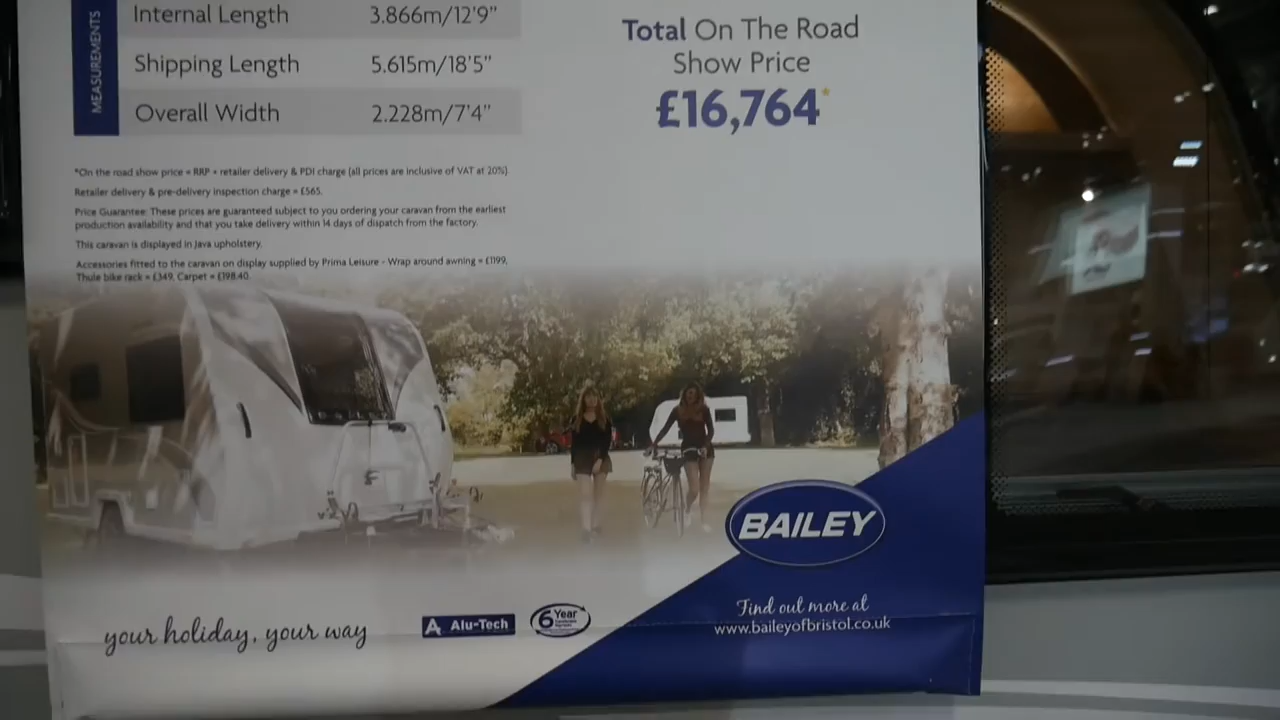 MEASUREMENTS
Internal Length 3.866m/12'9"
Shipping Length 5.615m/18'5"
Overall Width 2.228m/7'4"
Total On The Road
Show Price
£16,764*
*On the road show price = RRP + retailer delivery & PDI charge (all prices are inclusive of VAT at 20%).
Retailer delivery & pre-delivery inspection charge = £565.
Price Guarantee: These prices are guaranteed subject to you ordering your caravan from the earliest
production availability and that you take delivery within 14 days of dispatch from the factory.
This caravan is displayed in Java upholstery.
Accessories fitted to the caravan on display supplied by Prima Leisure - Wrap around awning = £1199,
Thule bike rack = £349, Carpet = £198.40
BAILEY
your holiday, your way
Alu-Tech
6 Year
Find out more at
www.baileyofbristol.co.uk